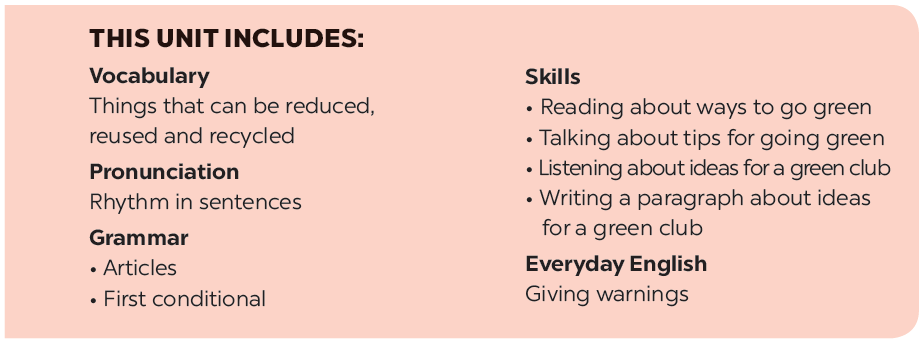 THIS UNIT INCLUDES:
Vocabulary
Things that can be reduced,
reused and recycled
Pronunciation
Rhythm in sentences
Grammar
• Articles
• First conditional
Skills
• Reading about ways to go green
• Talking about tips for going green
• Listening about ideas for a green club
• Writing a paragraph about ideas
for a green club
Everyday English
Giving warnings